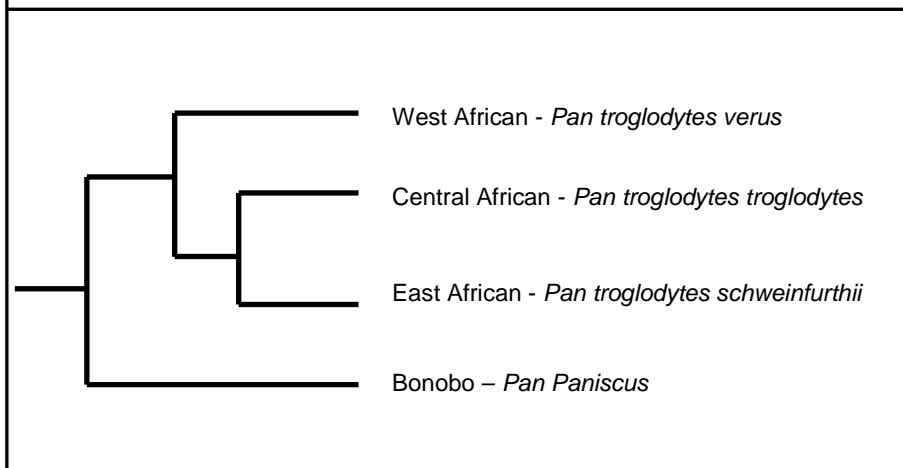 West African - Pan troglodytes verus
Central African - Pan troglodytes troglodytes
East African - Pan troglodytes schweinfurthii
Bonobo – Pan Paniscus